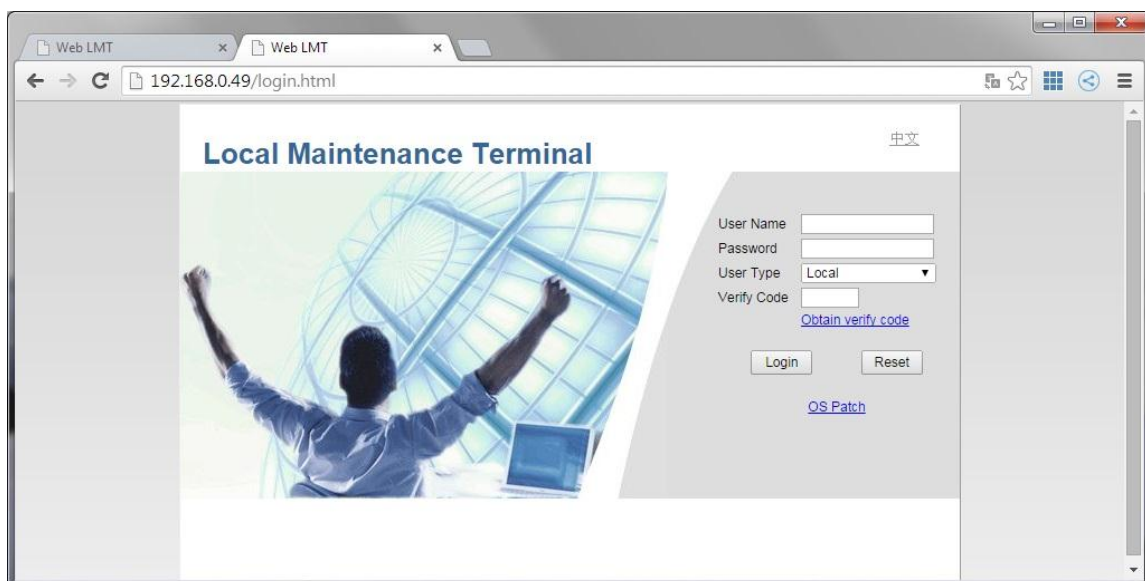 Web LMT
Web LMT
192.168.0.49/login.html
Local Maintenance Terminal
中文
User Name
Password
User Type Local
Verify Code
Obtain verify code
Login Reset
OS Patch